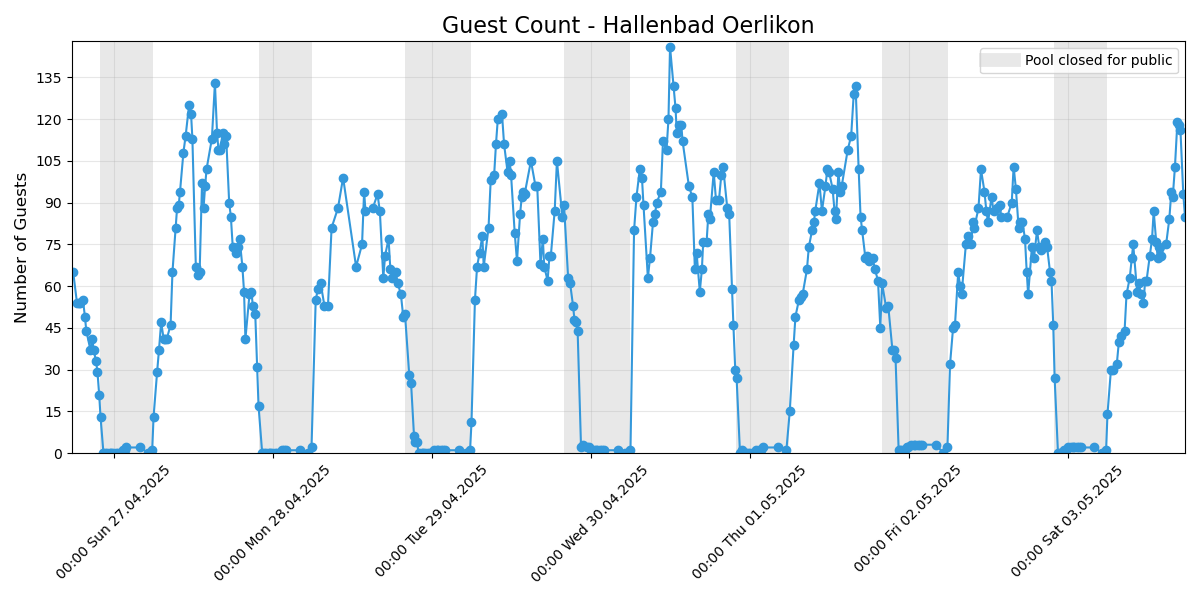 Guest Count - Hallenbad Oerlikon
Pool closed for public
Number of Guests
135
120
105
90
75
60
45
30
15
0
00:00 Sun 27.04.2025
00:00 Mon 28.04.2025
00:00 Tue 29.04.2025
00:00 Wed 30.04.2025
00:00 Thu 01.05.2025
00:00 Fri 02.05.2025
00:00 Sat 03.05.2025